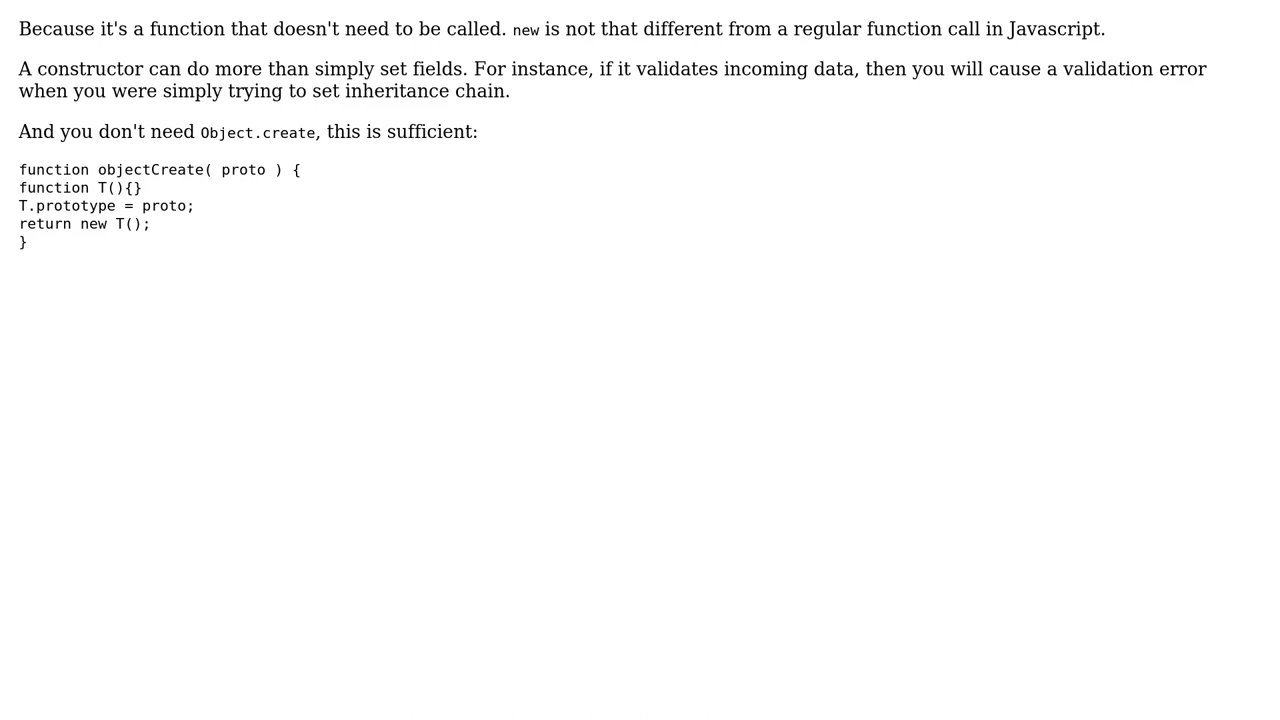 Because it's a function that doesn't need to be called. new is not that different from a regular function call in Javascript.
A constructor can do more than simply set fields. For instance, if it validates incoming data, then you will cause a validation error
when you were simply trying to set inheritance chain.
And you don't need Object.create, this is sufficient:
function objectCreate( proto ) {
function T(){}
T.prototype = proto;
return new T();
}